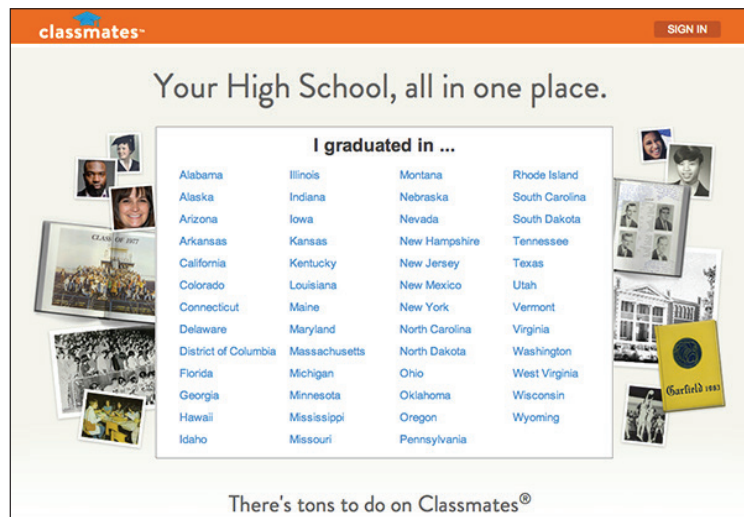 classmates™
SIGN IN
Your High School, all in one place.
I graduated in ...
Alabama
Alaska
Arizona
Arkansas
California
Colorado
Connecticut
Delaware
District of Columbia
Florida
Georgia
Hawaii
Idaho
Illinois
Indiana
Iowa
Kansas
Kentucky
Louisiana
Maine
Maryland
Massachusetts
Michigan
Minnesota
Mississippi
Missouri
Montana
Nebraska
Nevada
New Hampshire
New Jersey
New Mexico
New York
North Carolina
North Dakota
Ohio
Oklahoma
Oregon
Pennsylvania
Rhode Island
South Carolina
South Dakota
Tennessee
Texas
Utah
Vermont
Virginia
Washington
West Virginia
Wisconsin
Wyoming
CLASS OF 1977
Garfield 1983
There's tons to do on Classmates®